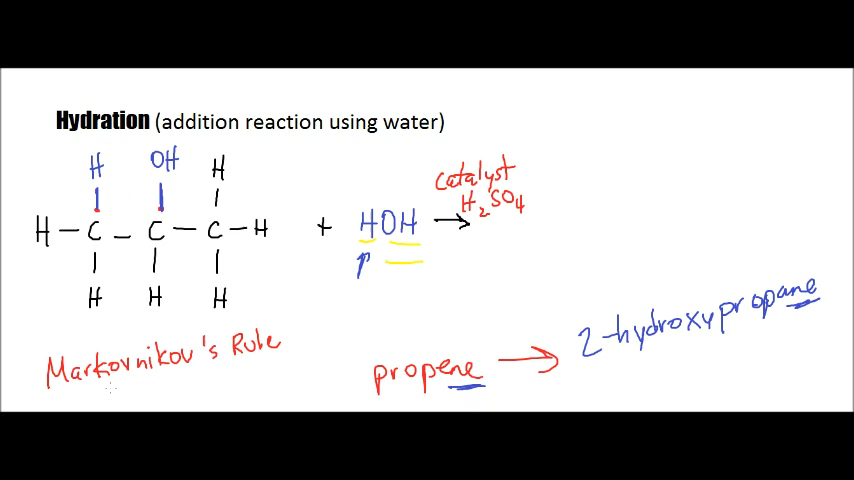 Hydration (addition reaction using water)
H OH H
H - C - C - C - H + HOH → catalyst H2SO4
H H H
Markovnikov's Rule
propene → 2-hydroxypropane